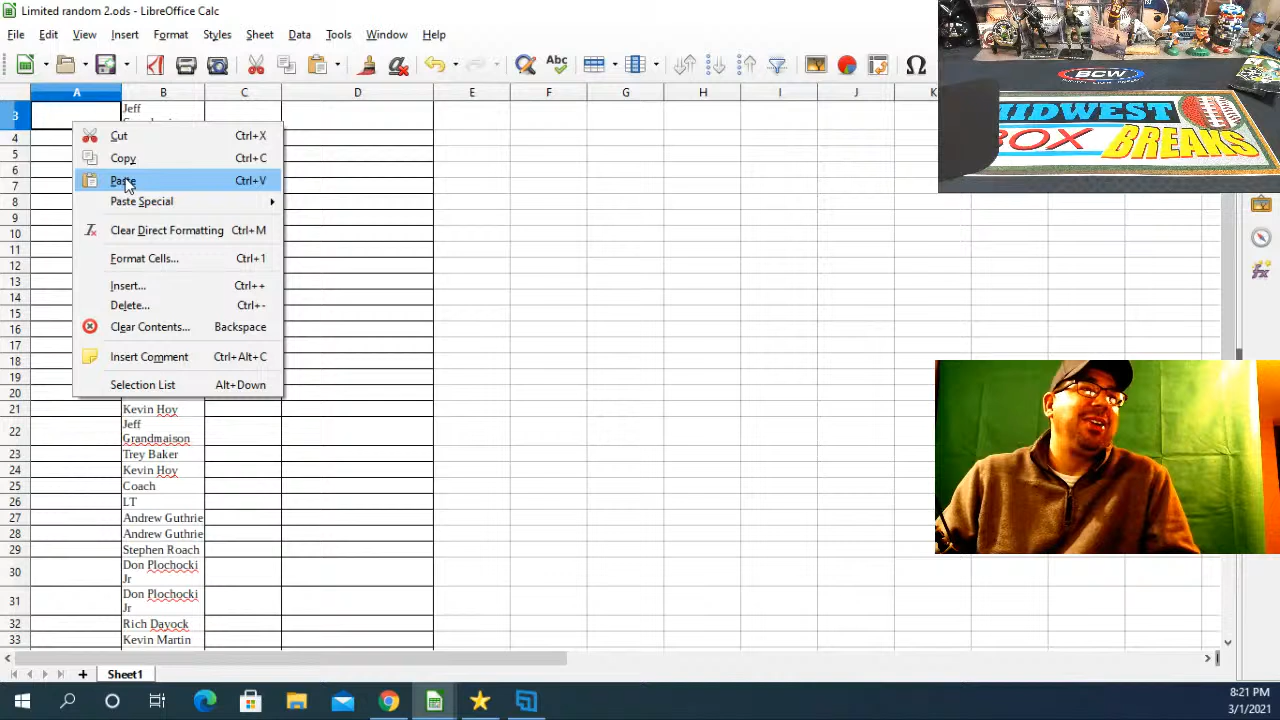 Limited random 2.ods - LibreOffice Calc
File Edit View Insert Format Styles Sheet Data Tools Window Help
Abc
A B C D E F G H I J K
3 Jeff
Cut Ctrl+X
4
Copy Ctrl+C
5
6
Paste Ctrl+V
7
8 Paste Special
9
10 Clear Direct Formatting Ctrl+M
11
12 Format Cells... Ctrl+1
13
14 Insert... Ctrl++
15 Delete... Ctrl+-
16 Clear Contents... Backspace
17
18 Insert Comment Ctrl+Alt+C
19
20 Selection List Alt+Down
21 Kevin Hoy
22 Jeff
Grandmaison
23 Trey Baker
24 Kevin Hoy
25 Coach
26 LT
27 Andrew Guthrie
28 Andrew Guthrie
29 Stephen Roach
30 Don Plochocki
Jr
31 Don Plochocki
Jr
32 Rich Dayock
33 Kevin Martin
Sheet1
BCW
MIDWEST
BOX BREAKS
8:21 PM
3/1/2021